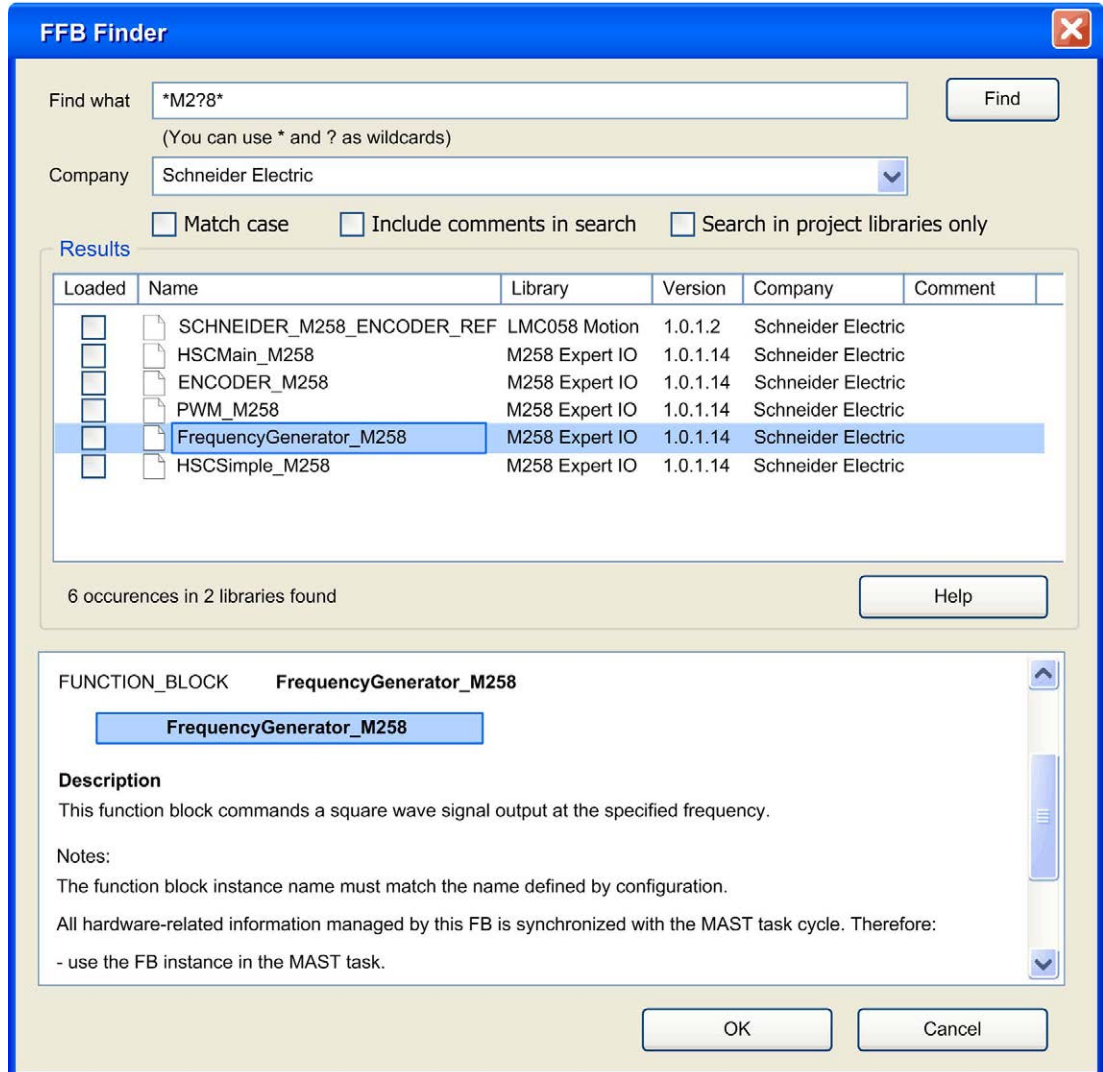 FFB Finder
Find what *M2?8* Find
(You can use * and ? as wildcards)
Company Schneider Electric
Match case Include comments in search Search in project libraries only
Results
Loaded Name Library Version Company Comment
SCHNEIDER_M258_ENCODER_REF LMC058 Motion 1.0.1.2 Schneider Electric
HSCMain_M258 M258 Expert IO 1.0.1.14 Schneider Electric
ENCODER_M258 M258 Expert IO 1.0.1.14 Schneider Electric
PWM_M258 M258 Expert IO 1.0.1.14 Schneider Electric
FrequencyGenerator_M258 M258 Expert IO 1.0.1.14 Schneider Electric
HSCSimple_M258 M258 Expert IO 1.0.1.14 Schneider Electric
6 occurences in 2 libraries found Help
FUNCTION_BLOCK FrequencyGenerator_M258
FrequencyGenerator_M258
Description
This function block commands a square wave signal output at the specified frequency.
Notes:
The function block instance name must match the name defined by configuration.
All hardware-related information managed by this FB is synchronized with the MAST task cycle. Therefore:
- use the FB instance in the MAST task.
OK Cancel